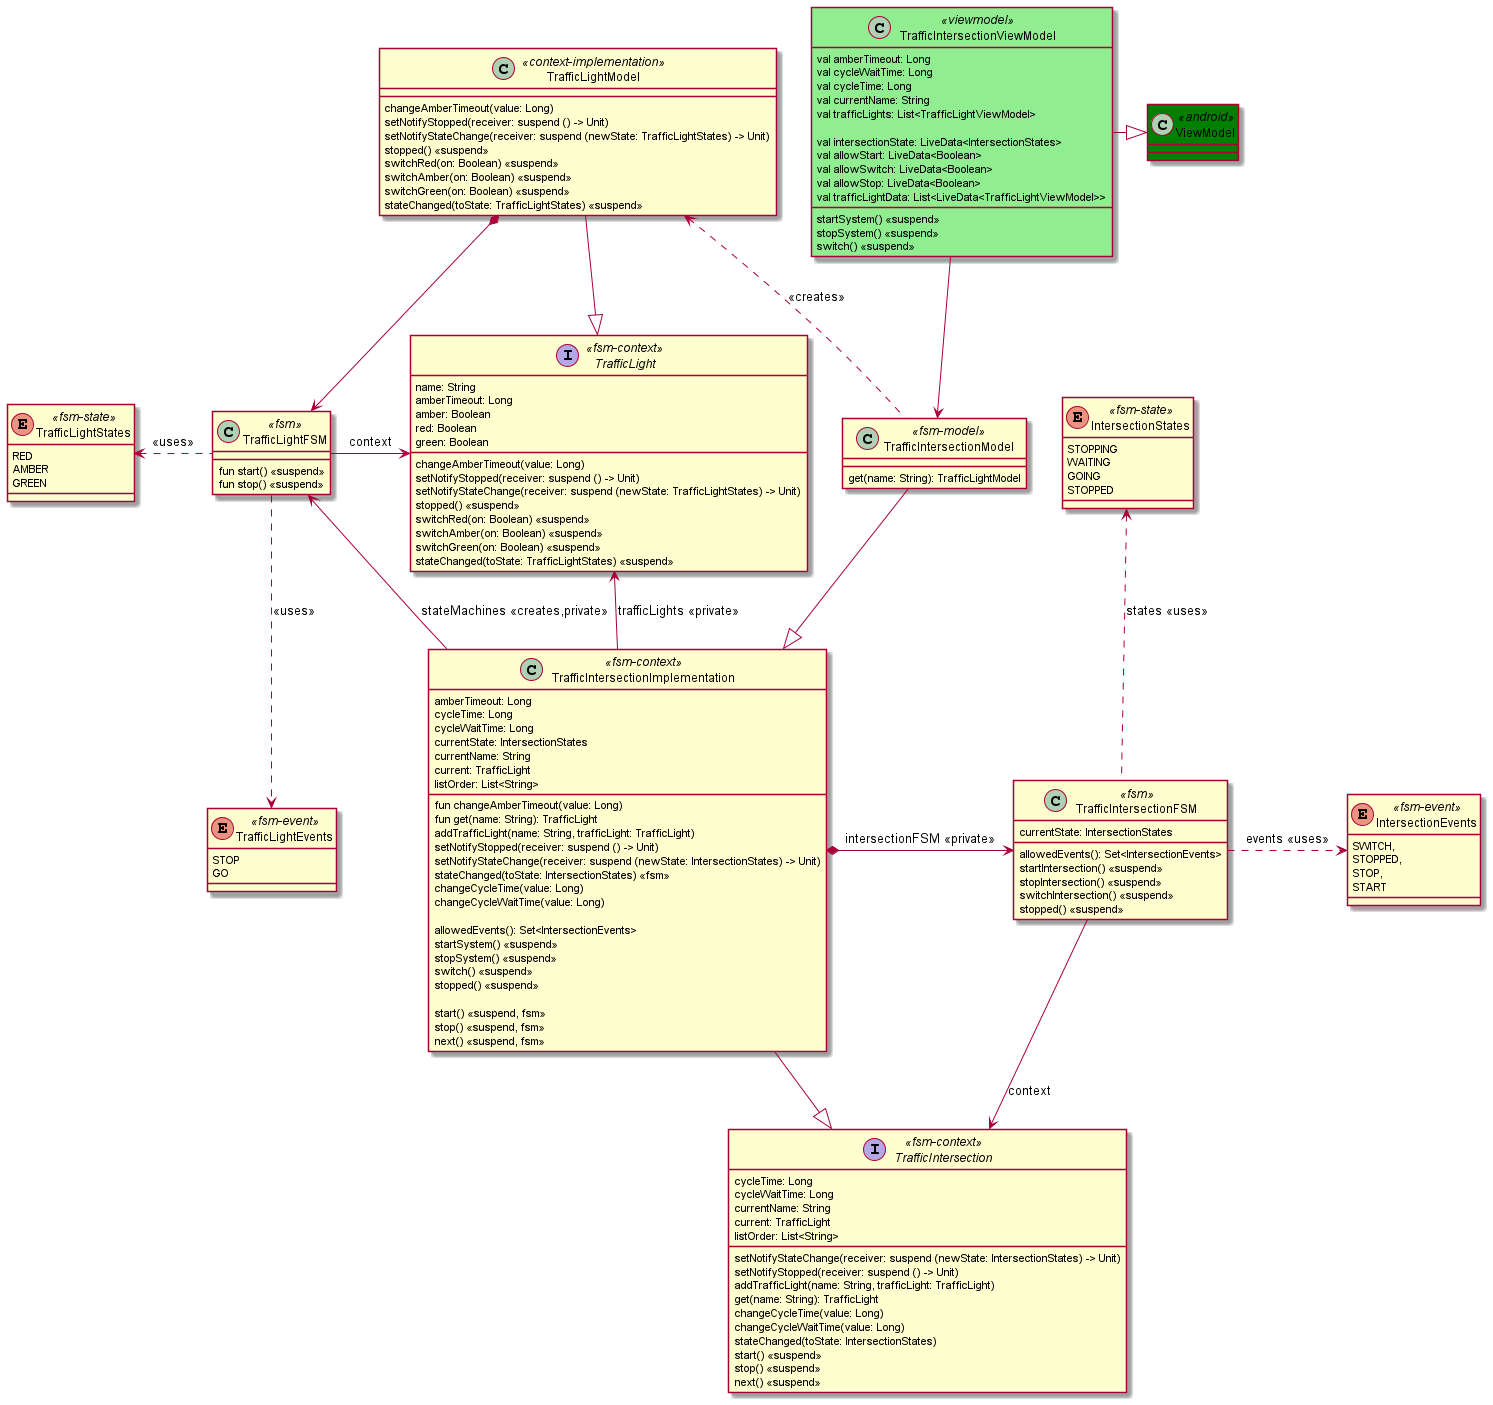 «viewmodel»
C
TrafficIntersectionViewModel
val amberTimeout: Long
val cycleWaitTime: Long
val cycleTime: Long
val currentName: String
val trafficLights: List<TrafficLightViewModel>
val intersectionState: LiveData<IntersectionStates>
val allowStart: LiveData<Boolean>
val allowSwitch: LiveData<Boolean>
val allowStop: LiveData<Boolean>
val trafficLightData: List<LiveData<TrafficLightViewModel>>
startSystem() «suspend»
stopSystem() «suspend»
switch() «suspend»
«context-implementation»
C
TrafficLightModel
changeAmberTimeout(value: Long)
setNotifyStopped(receiver: suspend () -> Unit)
setNotifyStateChange(receiver: suspend (newState: TrafficLightStates) -> Unit)
stopped() «suspend»
switchRed(on: Boolean) «suspend»
switchAmber(on: Boolean) «suspend»
switchGreen(on: Boolean) «suspend»
stateChanged(toState: TrafficLightStates) «suspend»
«android»
C
ViewModel
«creates»
«fsm-context»
I
TrafficLight
name: String
amberTimeout: Long
amber: Boolean
red: Boolean
green: Boolean
changeAmberTimeout(value: Long)
setNotifyStopped(receiver: suspend () -> Unit)
setNotifyStateChange(receiver: suspend (newState: TrafficLightStates) -> Unit)
stopped() «suspend»
switchRed(on: Boolean) «suspend»
switchAmber(on: Boolean) «suspend»
switchGreen(on: Boolean) «suspend»
stateChanged(toState: TrafficLightStates) «suspend»
«fsm-state»
E
TrafficLightStates
RED
AMBER
GREEN
«uses»
«fsm»
C
TrafficLightFSM
fun start() «suspend»
fun stop() «suspend»
context
«fsm-model»
C
TrafficIntersectionModel
get(name: String): TrafficLightModel
«fsm-state»
E
IntersectionStates
STOPPING
WAITING
GOING
STOPPED
«uses»
stateMachines «creates,private»
trafficLights «private»
states «uses»
«fsm-context»
C
TrafficIntersectionImplementation
amberTimeout: Long
cycleTime: Long
cycleWaitTime: Long
currentState: IntersectionStates
currentName: String
current: TrafficLight
listOrder: List<String>
fun changeAmberTimeout(value: Long)
fun get(name: String): TrafficLight
addTrafficLight(name: String, trafficLight: TrafficLight)
setNotifyStopped(receiver: suspend () -> Unit)
setNotifyStateChange(receiver: suspend (newState: IntersectionStates) -> Unit)
stateChanged(toState: IntersectionStates) «fsm»
changeCycleTime(value: Long)
changeCycleWaitTime(value: Long)
allowedEvents(): Set<IntersectionEvents>
startSystem() «suspend»
stopSystem() «suspend»
switch() «suspend»
stopped() «suspend»
start() «suspend, fsm»
stop() «suspend, fsm»
next() «suspend, fsm»
«fsm-event»
E
TrafficLightEvents
STOP
GO
intersectionFSM «private»
«fsm»
C
TrafficIntersectionFSM
currentState: IntersectionStates
allowedEvents(): Set<IntersectionEvents>
startIntersection() «suspend»
stopIntersection() «suspend»
switchIntersection() «suspend»
stopped() «suspend»
events «uses»
«fsm-event»
E
IntersectionEvents
SWITCH,
STOPPED,
STOP,
START
context
«fsm-context»
I
TrafficIntersection
cycleTime: Long
cycleWaitTime: Long
currentName: String
current: TrafficLight
listOrder: List<String>
setNotifyStateChange(receiver: suspend (newState: IntersectionStates) -> Unit)
setNotifyStopped(receiver: suspend () -> Unit)
addTrafficLight(name: String, trafficLight: TrafficLight)
get(name: String): TrafficLight
changeCycleTime(value: Long)
changeCycleWaitTime(value: Long)
stateChanged(toState: IntersectionStates)
start() «suspend»
stop() «suspend»
next() «suspend»